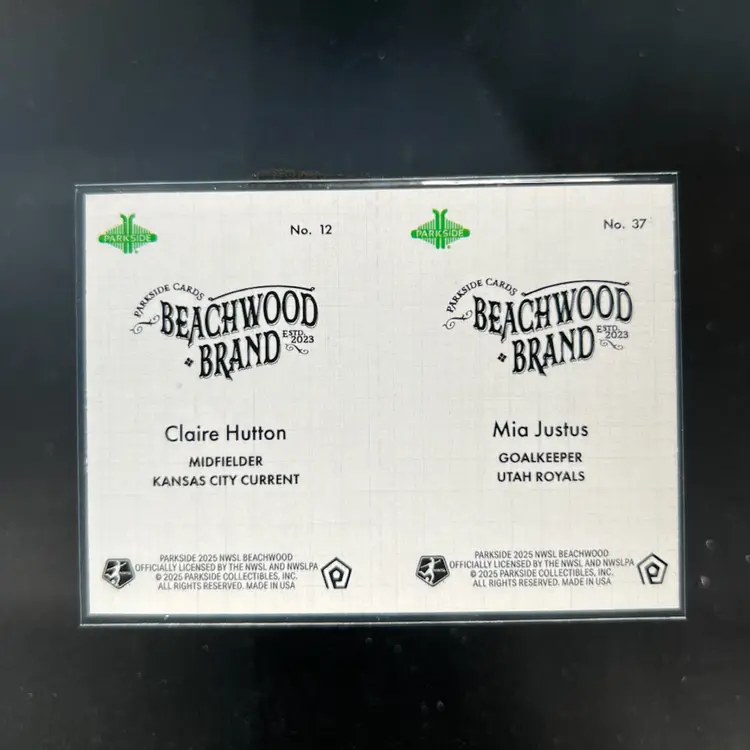 PARKSIDE
No. 12
PARKSIDE CARDS
BEACHWOOD
BRAND
ESTD.
2023
Claire Hutton
MIDFIELDER
KANSAS CITY CURRENT
PARKSIDE 2025 NWSL BEACHWOOD
OFFICIALLY LICENSED BY THE NWSL AND NWSLPA
© 2025 PARKSIDE COLLECTIBLES, INC.
ALL RIGHTS RESERVED. MADE IN USA
PARKSIDE
No. 37
PARKSIDE CARDS
BEACHWOOD
BRAND
ESTD.
2023
Mia Justus
GOALKEEPER
UTAH ROYALS
PARKSIDE 2025 NWSL BEACHWOOD
OFFICIALLY LICENSED BY THE NWSL AND NWSLPA
© 2025 PARKSIDE COLLECTIBLES, INC.
ALL RIGHTS RESERVED. MADE IN USA